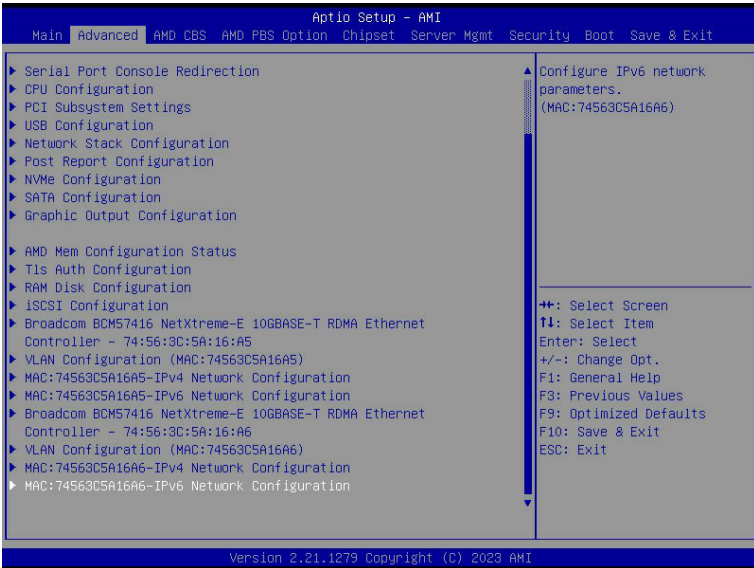 Aptio Setup – AMI
Main Advanced AMD CBS AMD PBS Option Chipset Server Mgmt Security Boot Save & Exit
Serial Port Console Redirection
CPU Configuration
PCI Subsystem Settings
USB Configuration
Network Stack Configuration
Post Report Configuration
NVMe Configuration
SATA Configuration
Graphic Output Configuration
AMD Mem Configuration Status
Tls Auth Configuration
RAM Disk Configuration
iSCSI Configuration
Broadcom BCM57416 NetXtreme-E 10GBASE-T RDMA Ethernet
Controller – 74:56:3C:5A:16:A5
VLAN Configuration (MAC:74563C5A16A5)
MAC:74563C5A16A5-IPv4 Network Configuration
MAC:74563C5A16A5-IPv6 Network Configuration
Broadcom BCM57416 NetXtreme-E 10GBASE-T RDMA Ethernet
Controller – 74:56:3C:5A:16:A6
VLAN Configuration (MAC:74563C5A16A6)
MAC:74563C5A16A6-IPv4 Network Configuration
MAC:74563C5A16A6-IPv6 Network Configuration
Configure IPv6 network
parameters.
(MAC:74563C5A16A6)
→←: Select Screen
↑↓: Select Item
Enter: Select
+/-: Change Opt.
F1: General Help
F3: Previous Values
F9: Optimized Defaults
F10: Save & Exit
ESC: Exit
Version 2.21.1279 Copyright (C) 2023 AMI